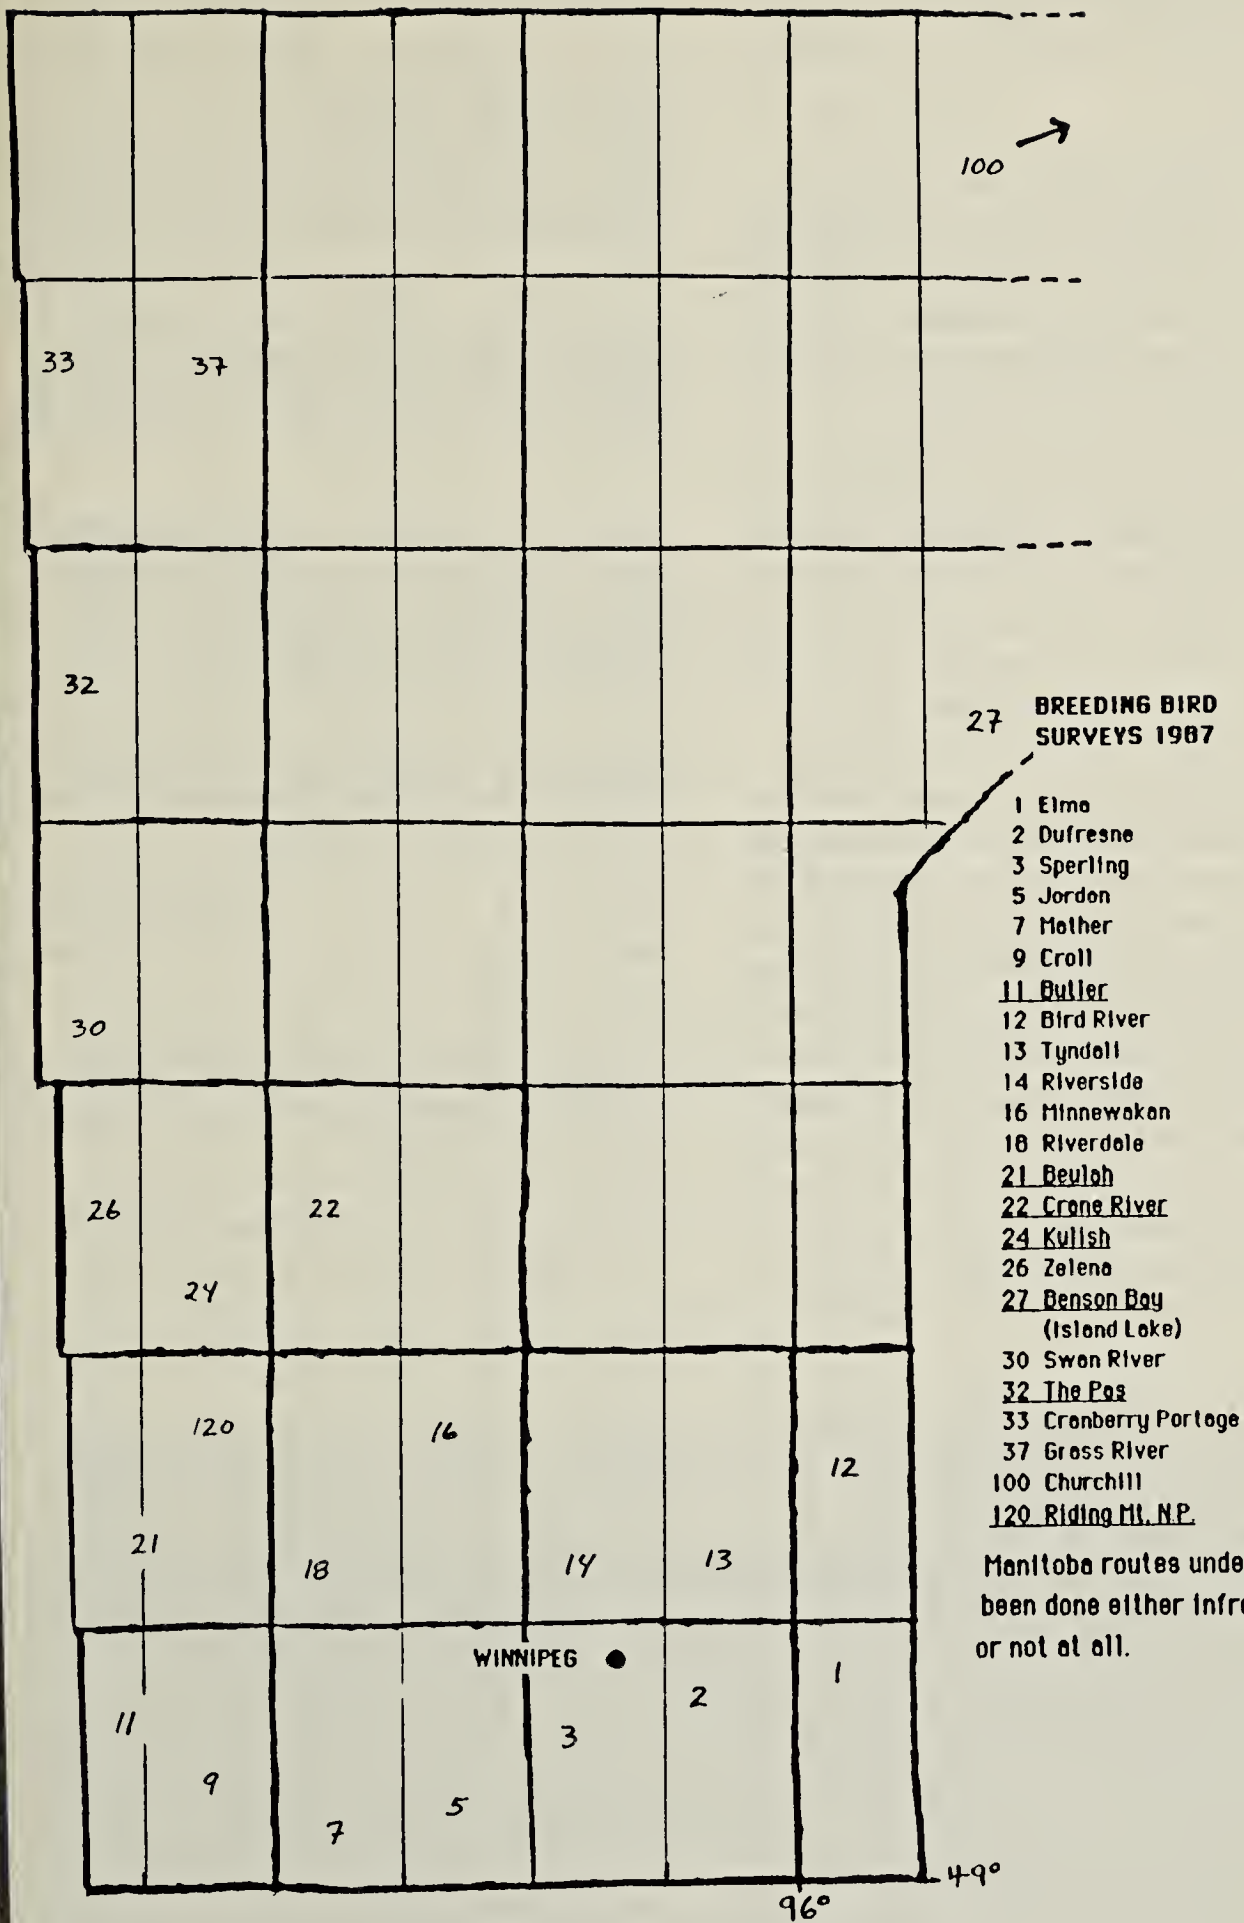 100
33
37
32
27
BREEDING BIRD
SURVEYS 1987
1 Elma
2 Dufresne
3 Sperling
5 Jordan
7 Mather
9 Croll
11 Butler
12 Bird River
13 Tyndall
14 Riverside
16 Minnewakan
18 Riverdale
21 Beulah
22 Crane River
24 Kulish
26 Zelena
27 Benson Bay
(Island Lake)
30 Swan River
32 The Pas
33 Cranberry Portage
37 Grass River
100 Churchill
120 Riding Mt. N.P.
Manitoba routes unde
been done either infre
or not at all.
30
26
22
24
120
16
12
21
18
14
13
WINNIPEG
1
2
11
3
9
5
7
49°
96°